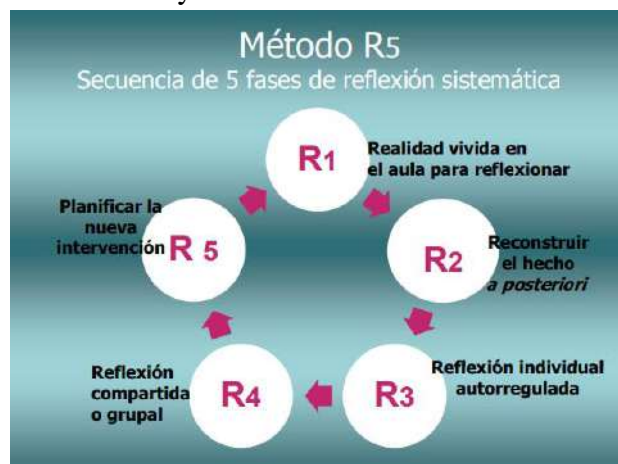 Método R5
Secuencia de 5 fases de reflexión sistemática
R1
Realidad vivida en
el aula para reflexionar
R2
Reconstruir
el hecho
a posteriori
R3
Reflexión individual
autorregulada
R4
Reflexión
compartida
o grupal
R 5
Planificar la
nueva
intervención